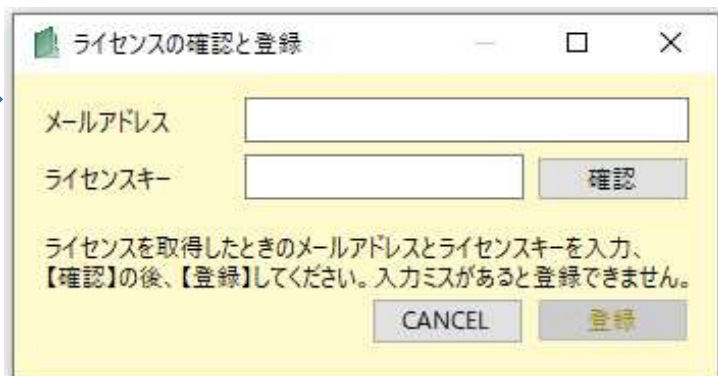 ライセンスの確認と登録
メールアドレス
ライセンスキー
確認
ライセンスを取得したときのメールアドレスとライセンスキーを入力、
【確認】の後、【登録】してください。入力ミスがあると登録できません。
CANCEL
登録